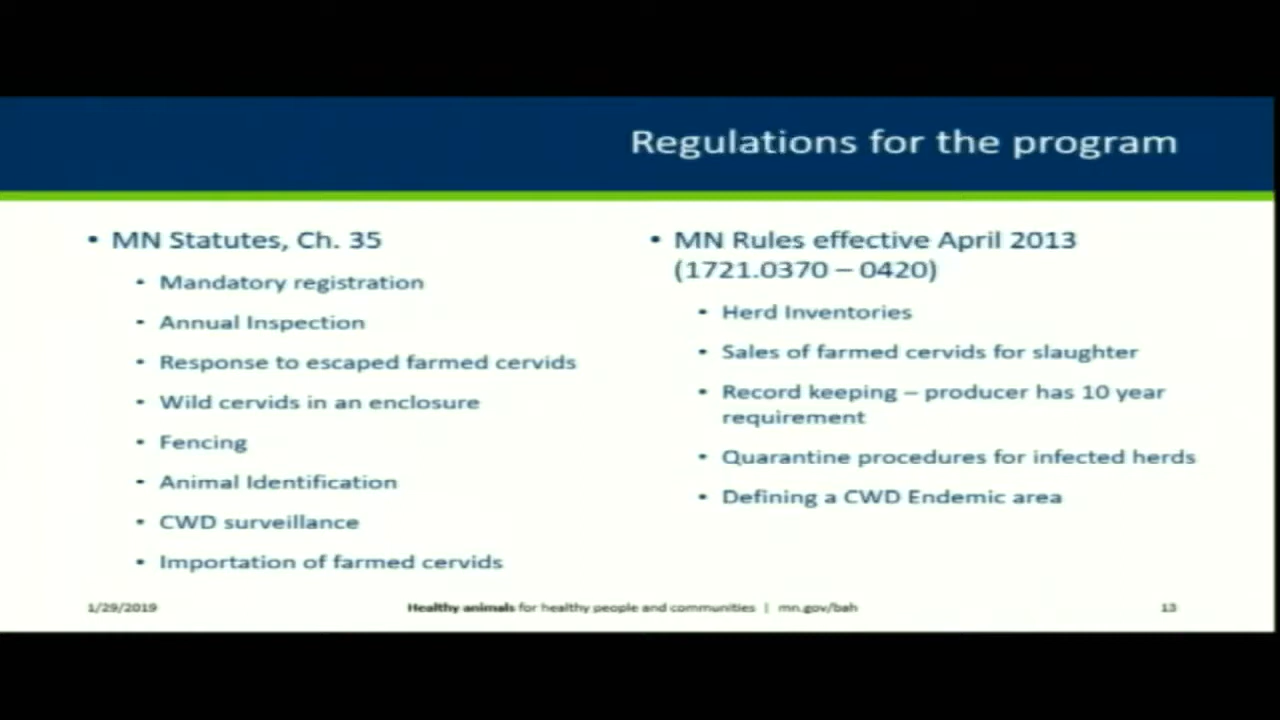 Regulations for the program
• MN Statutes, Ch. 35
• Mandatory registration
• Annual Inspection
• Response to escaped farmed cervids
• Wild cervids in an enclosure
• Fencing
• Animal Identification
• CWD surveillance
• Importation of farmed cervids
• MN Rules effective April 2013
(1721.0370 – 0420)
• Herd Inventories
• Sales of farmed cervids for slaughter
• Record keeping – producer has 10 year
requirement
• Quarantine procedures for infected herds
• Defining a CWD Endemic area
1/29/2019
Healthy animals for healthy people and communities | mn.gov/bah
13